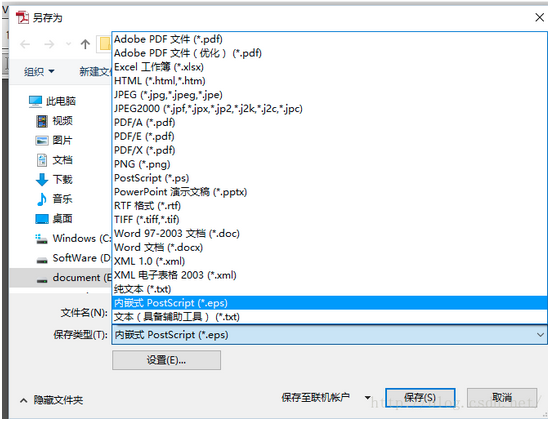 另存为
Adobe PDF 文件 (*.pdf)
Adobe PDF 文件（优化） (*.pdf)
Excel 工作簿 (*.xlsx)
HTML (*.html,*.htm)
JPEG (*.jpg,*.jpeg,*.jpe)
JPEG2000 (*.jpf,*.jpx,*.jp2,*.j2k,*.j2c,*.jpc)
PDF/A (*.pdf)
PDF/E (*.pdf)
PDF/X (*.pdf)
PNG (*.png)
PostScript (*.ps)
PowerPoint 演示文稿 (*.pptx)
RTF 格式 (*.rtf)
TIFF (*.tiff,*.tif)
Word 97-2003 文档 (*.doc)
Word 文档 (*.docx)
XML 1.0 (*.xml)
XML 电子表格 2003 (*.xml)
纯文本 (*.txt)
内嵌式 PostScript (*.eps)
文本（具备辅助工具） (*.txt)
组织
新建文
此电脑
视频
图片
文档
下载
音乐
桌面
Windows (C:
SoftWare (D
document (E
文件名(N):
保存类型(T):
内嵌式 PostScript (*.eps)
设置(E)...
隐藏文件夹
保存至联机帐户
保存(S)
取消